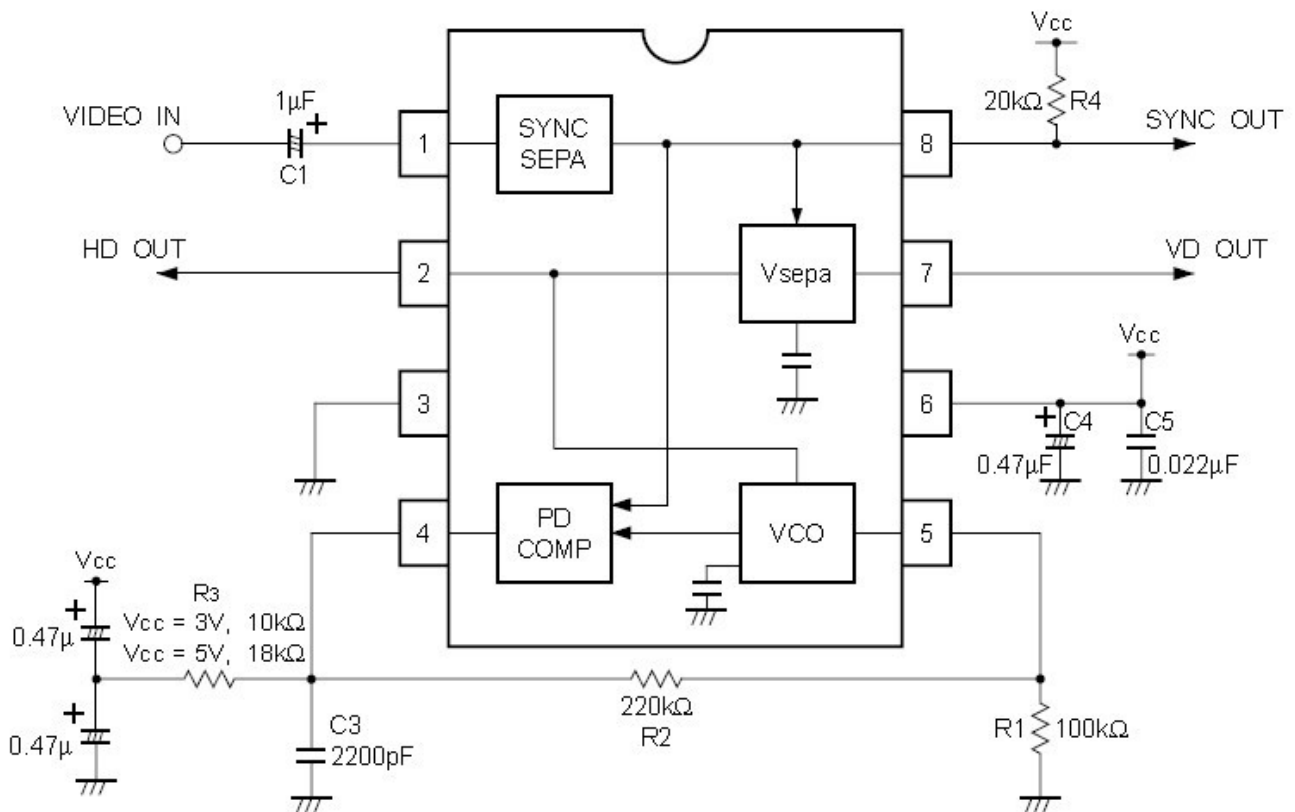 Vcc
1µF
VIDEO IN
+
C1
1
SYNC
SEPA
8
20kΩ
R4
SYNC OUT
HD OUT
2
Vsepa
7
VD OUT
Vcc
3
6
+
C4
0.47µF
C5
0.022µF
4
PD
COMP
VCO
5
Vcc
+
0.47µ
R3
Vcc = 3V, 10kΩ
Vcc = 5V, 18kΩ
+
0.47µ
C3
2200pF
220kΩ
R2
R1
100kΩ